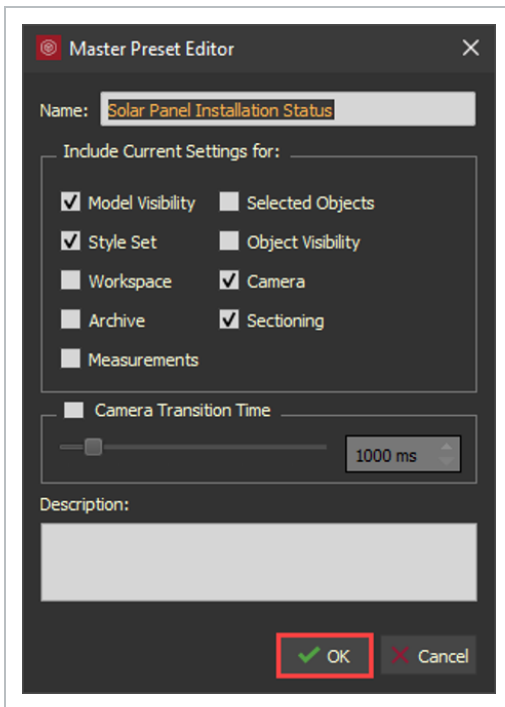 Master Preset Editor
Name: Solar Panel Installation Status
Include Current Settings for:
Model Visibility Selected Objects
Style Set Object Visibility
Workspace Camera
Archive Sectioning
Measurements
Camera Transition Time
1000 ms
Description:
OK Cancel